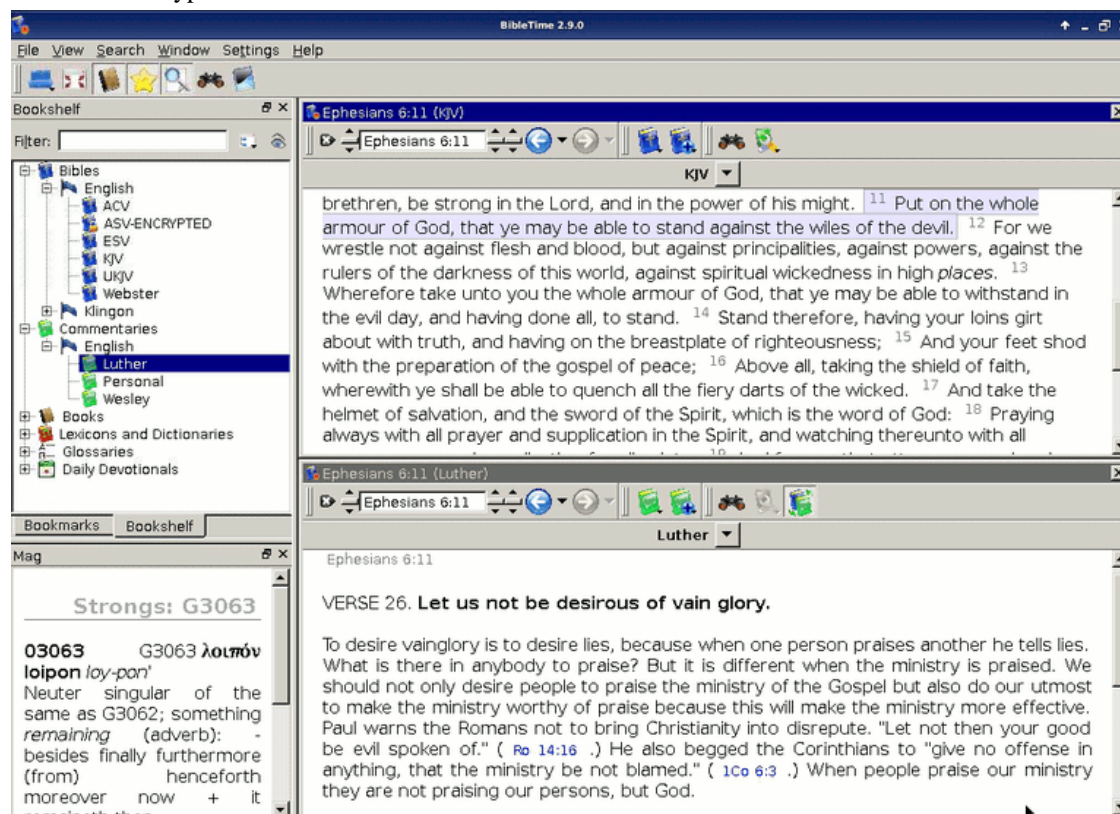 BibleTime 2.9.0
File View Search Window Settings Help
Bookshelf
Filter:
Bibles
English
ACV
ASV-ENCRYPTED
ESV
KJV
UKJV
Webster
Klingon
Commentaries
English
Luther
Personal
Wesley
Books
Lexicons and Dictionaries
Glossaries
Daily Devotionals
Bookmarks Bookshelf
Mag
Strongs: G3063
03063 G3063 λοιπόν
loipon loy-pon'
Neuter singular of the
same as G3062; something
remaining (adverb): -
besides finally furthermore
(from) henceforth
moreover now + it
Ephesians 6:11 (KJV)
Ephesians 6:11
KJV
brethren, be strong in the Lord, and in the power of his might. 11 Put on the whole
armour of God, that ye may be able to stand against the wiles of the devil. 12 For we
wrestle not against flesh and blood, but against principalities, against powers, against the
rulers of the darkness of this world, against spiritual wickedness in high places. 13
Wherefore take unto you the whole armour of God, that ye may be able to withstand in
the evil day, and having done all, to stand. 14 Stand therefore, having your loins girt
about with truth, and having on the breastplate of righteousness; 15 And your feet shod
with the preparation of the gospel of peace; 16 Above all, taking the shield of faith,
wherewith ye shall be able to quench all the fiery darts of the wicked. 17 And take the
helmet of salvation, and the sword of the Spirit, which is the word of God: 18 Praying
always with all prayer and supplication in the Spirit, and watching thereunto with all
Ephesians 6:11 (Luther)
Ephesians 6:11
Luther
Ephesians 6:11
VERSE 26. Let us not be desirous of vain glory.
To desire vainglory is to desire lies, because when one person praises another he tells lies.
What is there in anybody to praise? But it is different when the ministry is praised. We
should not only desire people to praise the ministry of the Gospel but also do our utmost
to make the ministry worthy of praise because this will make the ministry more effective.
Paul warns the Romans not to bring Christianity into disrepute. "Let not then your good
be evil spoken of." ( Ro 14:16 .) He also begged the Corinthians to "give no offense in
anything, that the ministry be not blamed." ( 1Co 6:3 .) When people praise our ministry
they are not praising our persons, but God.